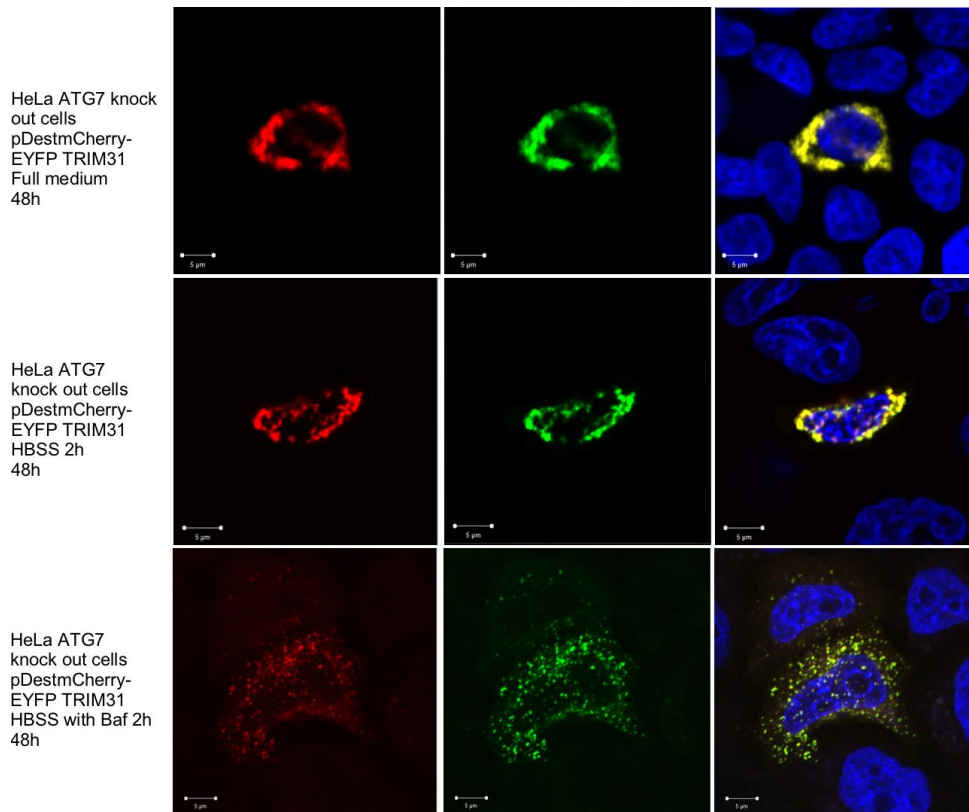 HeLa ATG7 knock
out cells
pDestmCherry-
EYFP TRIM31
Full medium
48h
5 µm
5 µm
5 µm
HeLa ATG7
knock out cells
pDestmCherry-
EYFP TRIM31
HBSS 2h
48h
5 µm
5 µm
5 µm
HeLa ATG7
knock out cells
pDestmCherry-
EYFP TRIM31
HBSS with Baf 2h
48h
5 µm
5 µm
5 µm